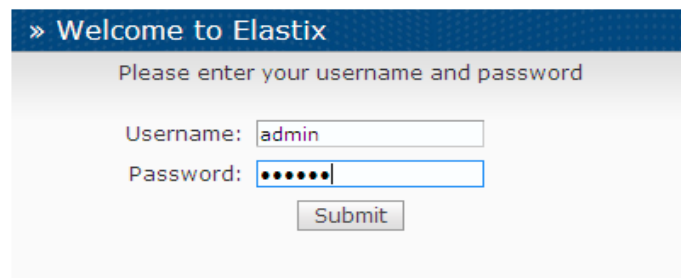 » Welcome to Elastix
Please enter your username and password
Username: admin
Password: ••••••
Submit